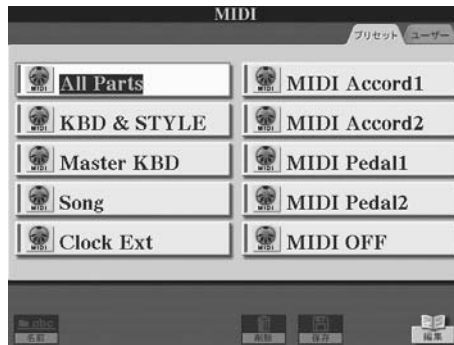 MIDI
プリセット ユーザー
All Parts
KBD & STYLE
Master KBD
Song
Clock Ext
MIDI Accord1
MIDI Accord2
MIDI Pedal1
MIDI Pedal2
MIDI OFF
名前 削除 保存 編集